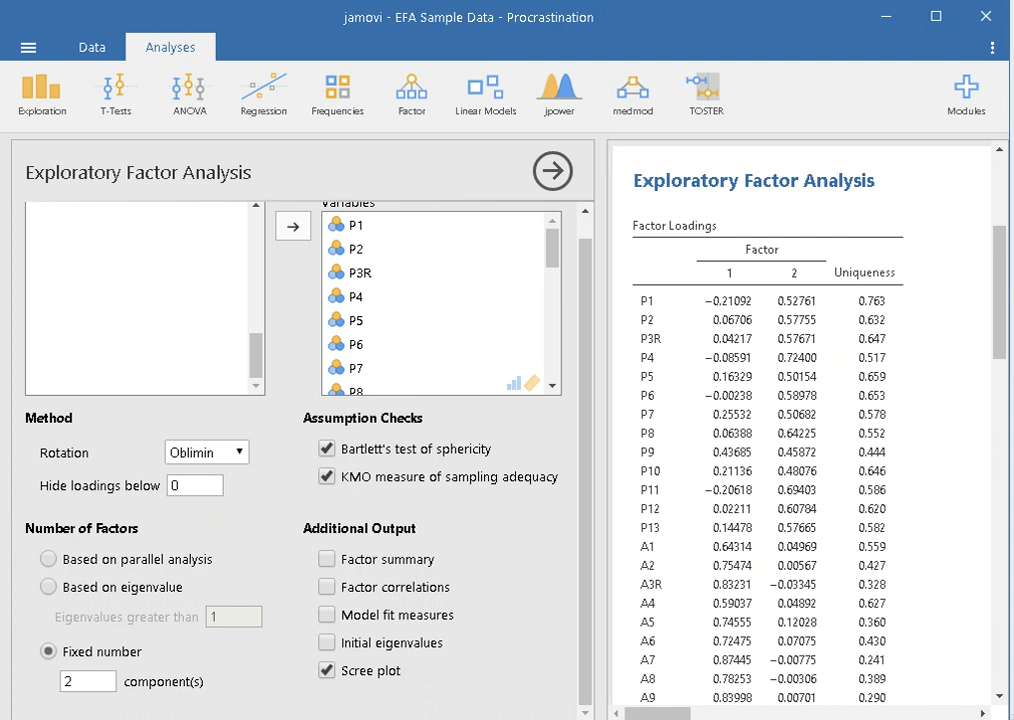 jamovi - EFA Sample Data - Procrastination
Data Analyses
Exploration T-Tests ANOVA Regression Frequencies Factor Linear Models jpower medmod TOSTER Modules
Exploratory Factor Analysis
Variables
P1
P2
P3R
P4
P5
P6
P7
P8
Method
Rotation Oblimin
Hide loadings below 0
Number of Factors
Based on parallel analysis
Based on eigenvalue
Eigenvalues greater than 1
Fixed number
2 component(s)
Assumption Checks
Bartlett's test of sphericity
KMO measure of sampling adequacy
Additional Output
Factor summary
Factor correlations
Model fit measures
Initial eigenvalues
Scree plot
Exploratory Factor Analysis
Factor Loadings
Factor
1 2 Uniqueness
P1 −0.21092 0.52761 0.763
P2 0.06706 0.57755 0.632
P3R 0.04217 0.57671 0.647
P4 −0.08591 0.72400 0.517
P5 0.16329 0.50154 0.659
P6 −0.00238 0.58978 0.653
P7 0.25532 0.50682 0.578
P8 0.06388 0.64225 0.552
P9 0.43685 0.45872 0.444
P10 0.21136 0.48076 0.646
P11 −0.20618 0.69403 0.586
P12 0.02211 0.60784 0.620
P13 0.14478 0.57665 0.582
A1 0.64314 0.04969 0.559
A2 0.75474 0.00567 0.427
A3R 0.83231 −0.03345 0.328
A4 0.59037 0.04892 0.627
A5 0.74555 0.12028 0.360
A6 0.72475 0.07075 0.430
A7 0.87445 −0.00775 0.241
A8 0.78253 −0.00306 0.389
A9 0.83998 0.00701 0.290